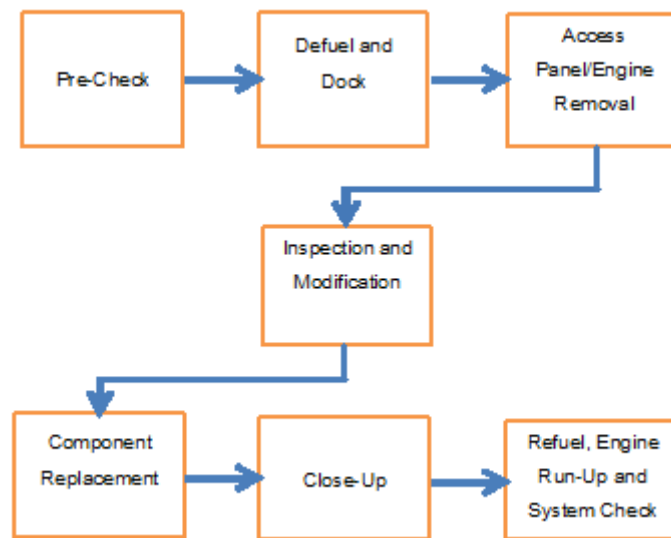 Pre-Check
Defuel and
Dock
Access
Panel/Engine
Removal
Inspection and
Modification
Component
Replacement
Close-Up
Refuel, Engine
Run-Up and
System Check